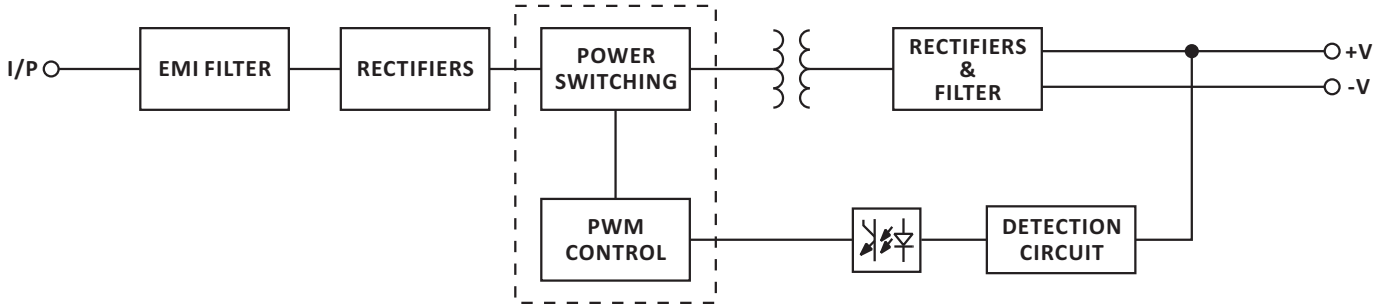 I/P
EMI FILTER
RECTIFIERS
POWER
SWITCHING
RECTIFIERS
&
FILTER
+V
-V
PWM
CONTROL
DETECTION
CIRCUIT